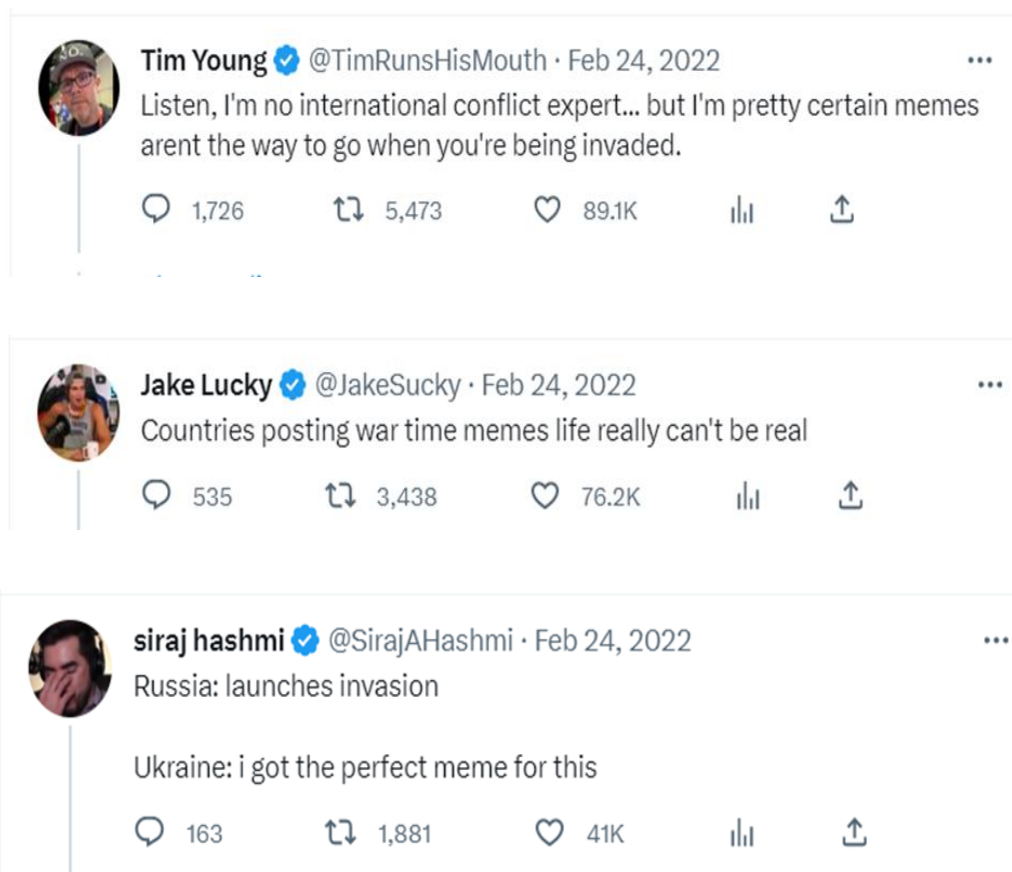 Tim Young @TimRunsHisMouth · Feb 24, 2022
Listen, I'm no international conflict expert... but I'm pretty certain memes
arent the way to go when you're being invaded.
1,726 5,473 89.1K
Jake Lucky @JakeSucky · Feb 24, 2022
Countries posting war time memes life really can't be real
535 3,438 76.2K
siraj hashmi @SirajAHashmi · Feb 24, 2022
Russia: launches invasion
Ukraine: i got the perfect meme for this
163 1,881 41K